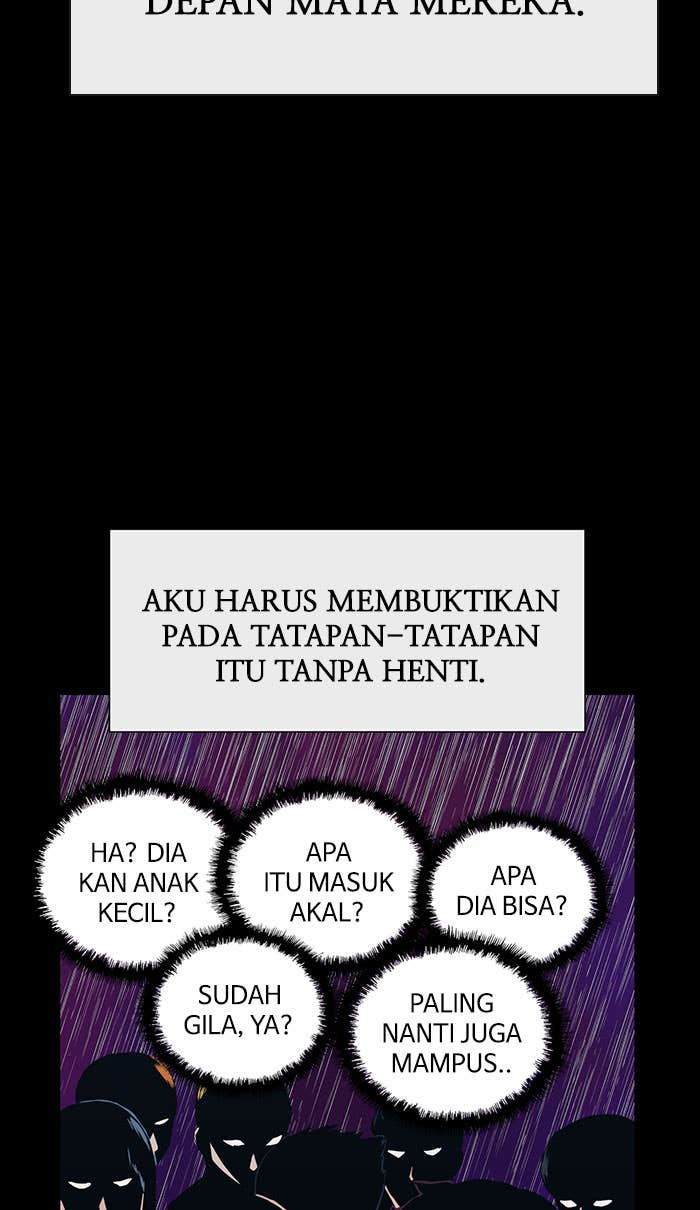 DEPAN MATA MEREKA.
AKU HARUS MEMBUKTIKAN
PADA TATAPAN-TATAPAN
ITU TANPA HENTI.
HA? DIA
KAN ANAK
KECIL?
APA
ITU MASUK
AKAL?
APA
DIA BISA?
SUDAH
GILA, YA?
PALING
NANTI JUGA
MAMPUS..